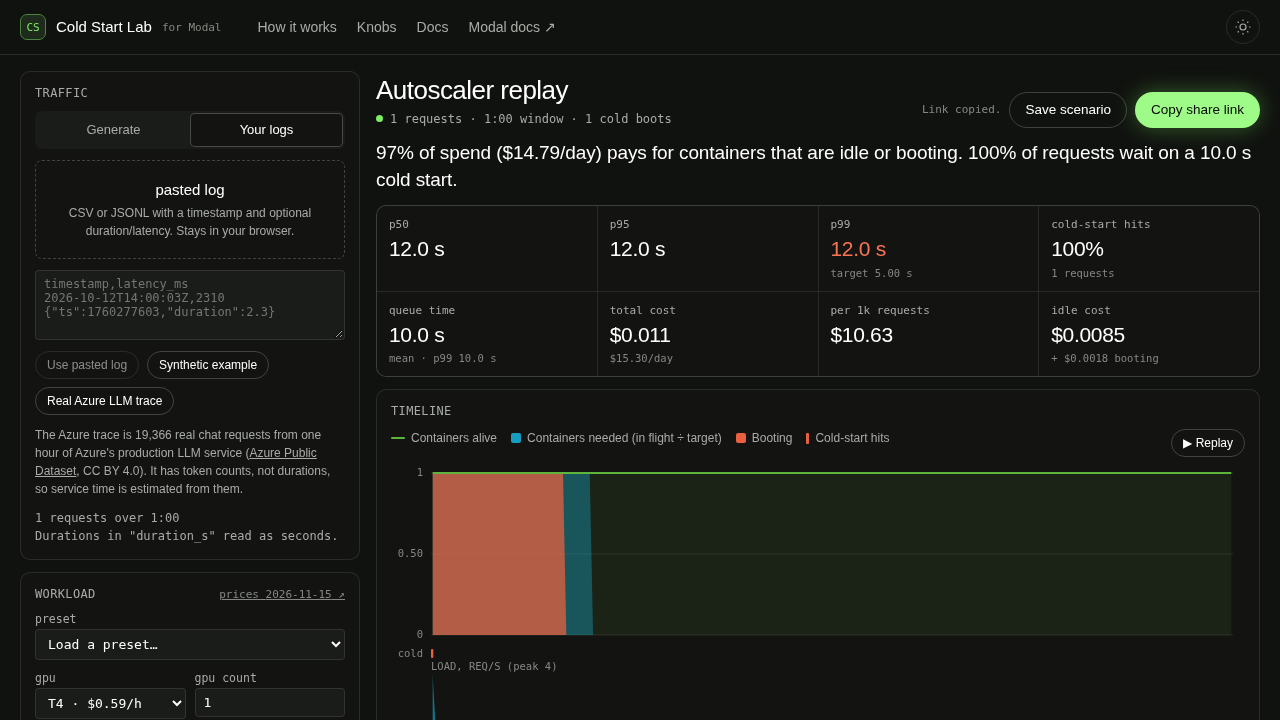 CS Cold Start Lab for Modal How it works Knobs Docs Modal docs ↗
TRAFFIC
Generate Your logs
pasted log
CSV or JSONL with a timestamp and optional
duration/latency. Stays in your browser.
timestamp,latency_ms
2026-10-12T14:00:03Z,2310
{"ts":1760277603,"duration":2.3}
Use pasted log Synthetic example
Real Azure LLM trace
The Azure trace is 19,366 real chat requests from one
hour of Azure's production LLM service (Azure Public
Dataset, CC BY 4.0). It has token counts, not durations,
so service time is estimated from them.
1 requests over 1:00
Durations in "duration_s" read as seconds.
WORKLOAD prices 2026-11-15 ↗
preset
Load a preset…
gpu gpu count
T4 · $0.59/h 1
Autoscaler replay
1 requests · 1:00 window · 1 cold boots
Link copied. Save scenario Copy share link
97% of spend ($14.79/day) pays for containers that are idle or booting. 100% of requests wait on a 10.0 s
cold start.
p50 p95 p99 cold-start hits
12.0 s 12.0 s 12.0 s 100%
target 5.00 s 1 requests
queue time total cost per 1k requests idle cost
10.0 s $0.011 $10.63 $0.0085
mean · p99 10.0 s $15.30/day + $0.0018 booting
TIMELINE
Containers alive Containers needed (in flight ÷ target) Booting Cold-start hits
▶ Replay
1
0.50
0
cold
LOAD, REQ/S (peak 4)